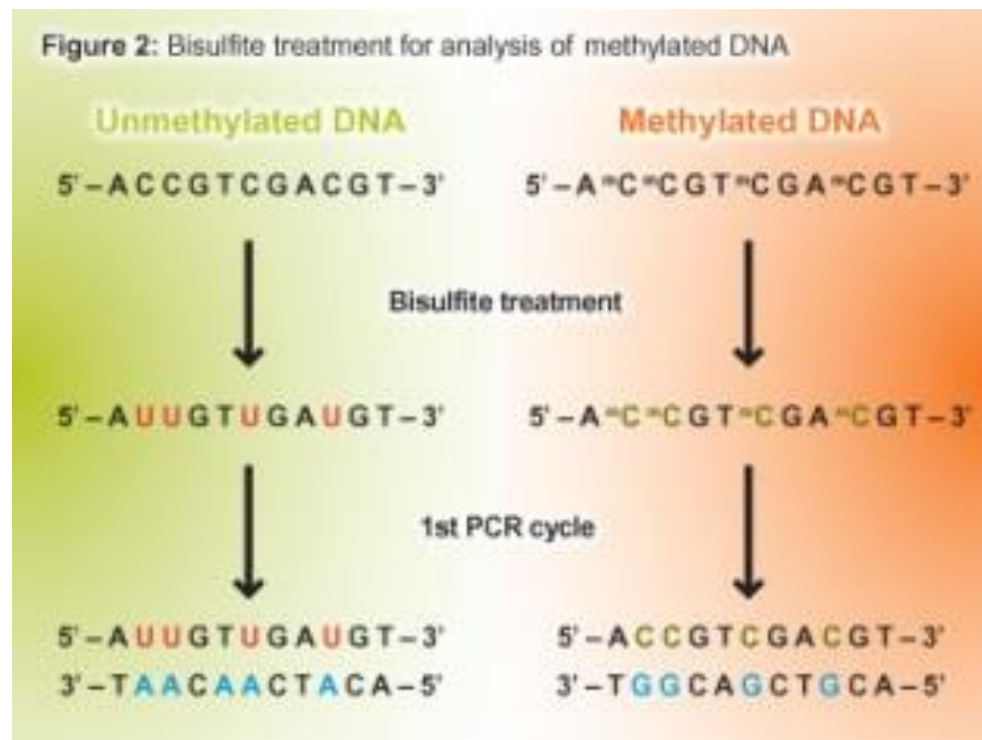 Figure 2: Bisulfite treatment for analysis of methylated DNA
Unmethylated DNA
Methylated DNA
5'–ACCGTCGACGT–3'
5'–AᵐCᵐCGTᵐCGAᵐCGT–3'
Bisulfite treatment
5'–AUUGTUGAUGT–3'
5'–AᵐCᵐCGTᵐCGAᵐCGT–3'
1st PCR cycle
5'–AUUGTUGAUGT–3'
3'–TAACAACTACA–5'
5'–ACCGTCGACGT–3'
3'–TGGCAGCTGCA–5'